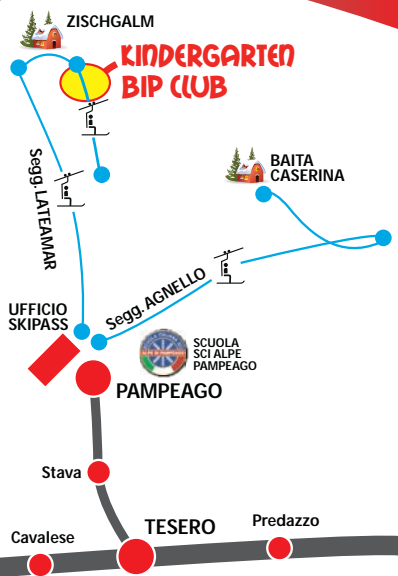 ZISCHGALM
KINDERGARTEN
BIP CLUB
Segg. LATEAMAR
BAITA
CASERINA
Segg. AGNELLO
UFFICIO
SKIPASS
SCUOLA
SCI ALPE
PAMPEAGO
PAMPEAGO
Stava
TESERO
Predazzo
Cavalese